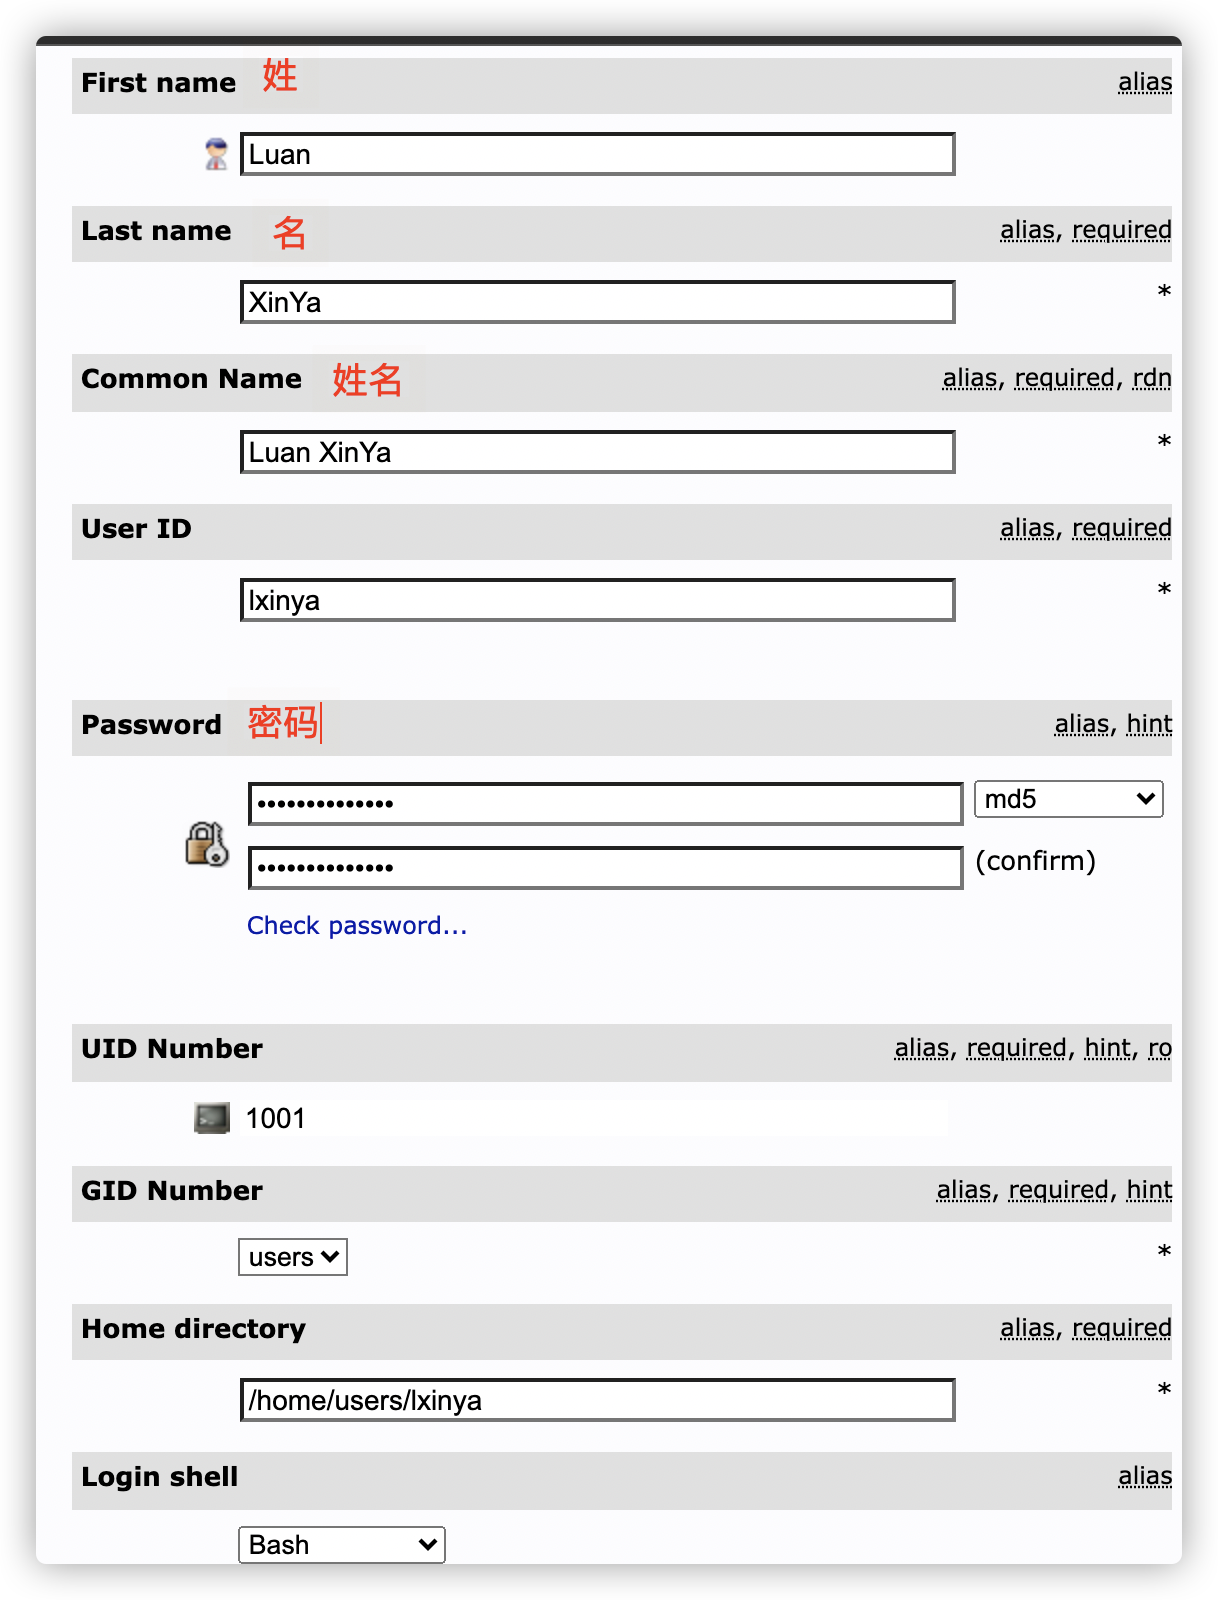 First name 姓 alias
Luan
Last name 名 alias, required
XinYa *
Common Name 姓名 alias, required, rdn
Luan XinYa *
User ID alias, required
lxinya *
Password 密码 alias, hint
•••••••••••••• md5
•••••••••••••• (confirm)
Check password...
UID Number alias, required, hint, ro
1001
GID Number alias, required, hint
users *
Home directory alias, required
/home/users/lxinya *
Login shell alias
Bash